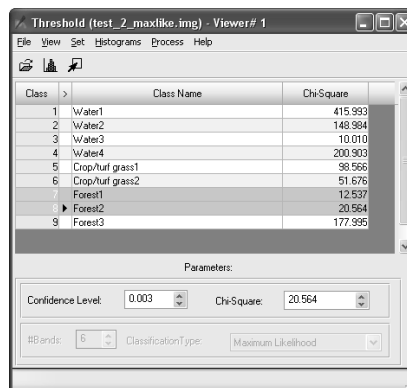 Threshold (test_2_maxlike.img) - Viewer# 1
File View Set Histograms Process Help
Class > Class Name Chi-Square
1 Water1 415.993
2 Water2 148.984
3 Water3 10.010
4 Water4 200.903
5 Crop/turf grass1 98.566
6 Crop/turf grass2 51.676
7 Forest1 12.537
8 Forest2 20.564
9 Forest3 177.995
Parameters:
Confidence Level: 0.003 Chi-Square: 20.564
#Bands: 6 ClassificationType: Maximum Likelihood